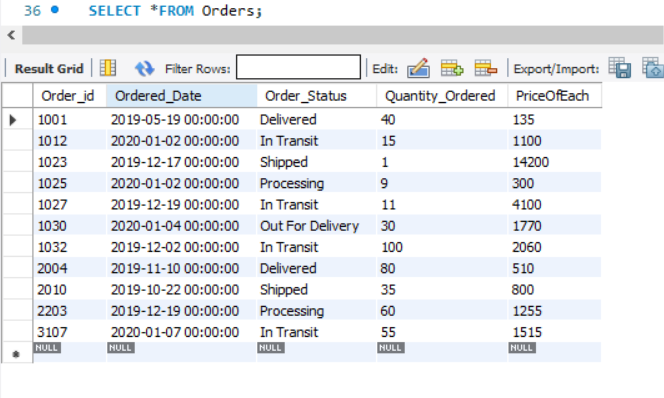 36 SELECT *FROM Orders;
Result Grid Filter Rows: Edit: Export/Import:
Order_id Ordered_Date Order_Status Quantity_Ordered PriceOfEach
1001 2019-05-19 00:00:00 Delivered 40 135
1012 2020-01-02 00:00:00 In Transit 15 1100
1023 2019-12-17 00:00:00 Shipped 1 14200
1025 2020-01-02 00:00:00 Processing 9 300
1027 2019-12-19 00:00:00 In Transit 11 4100
1030 2020-01-04 00:00:00 Out For Delivery 30 1770
1032 2019-12-02 00:00:00 In Transit 100 2060
2004 2019-11-10 00:00:00 Delivered 80 510
2010 2019-10-22 00:00:00 Shipped 35 800
2203 2019-12-19 00:00:00 Processing 60 1255
3107 2020-01-07 00:00:00 In Transit 55 1515
NULL NULL NULL NULL NULL